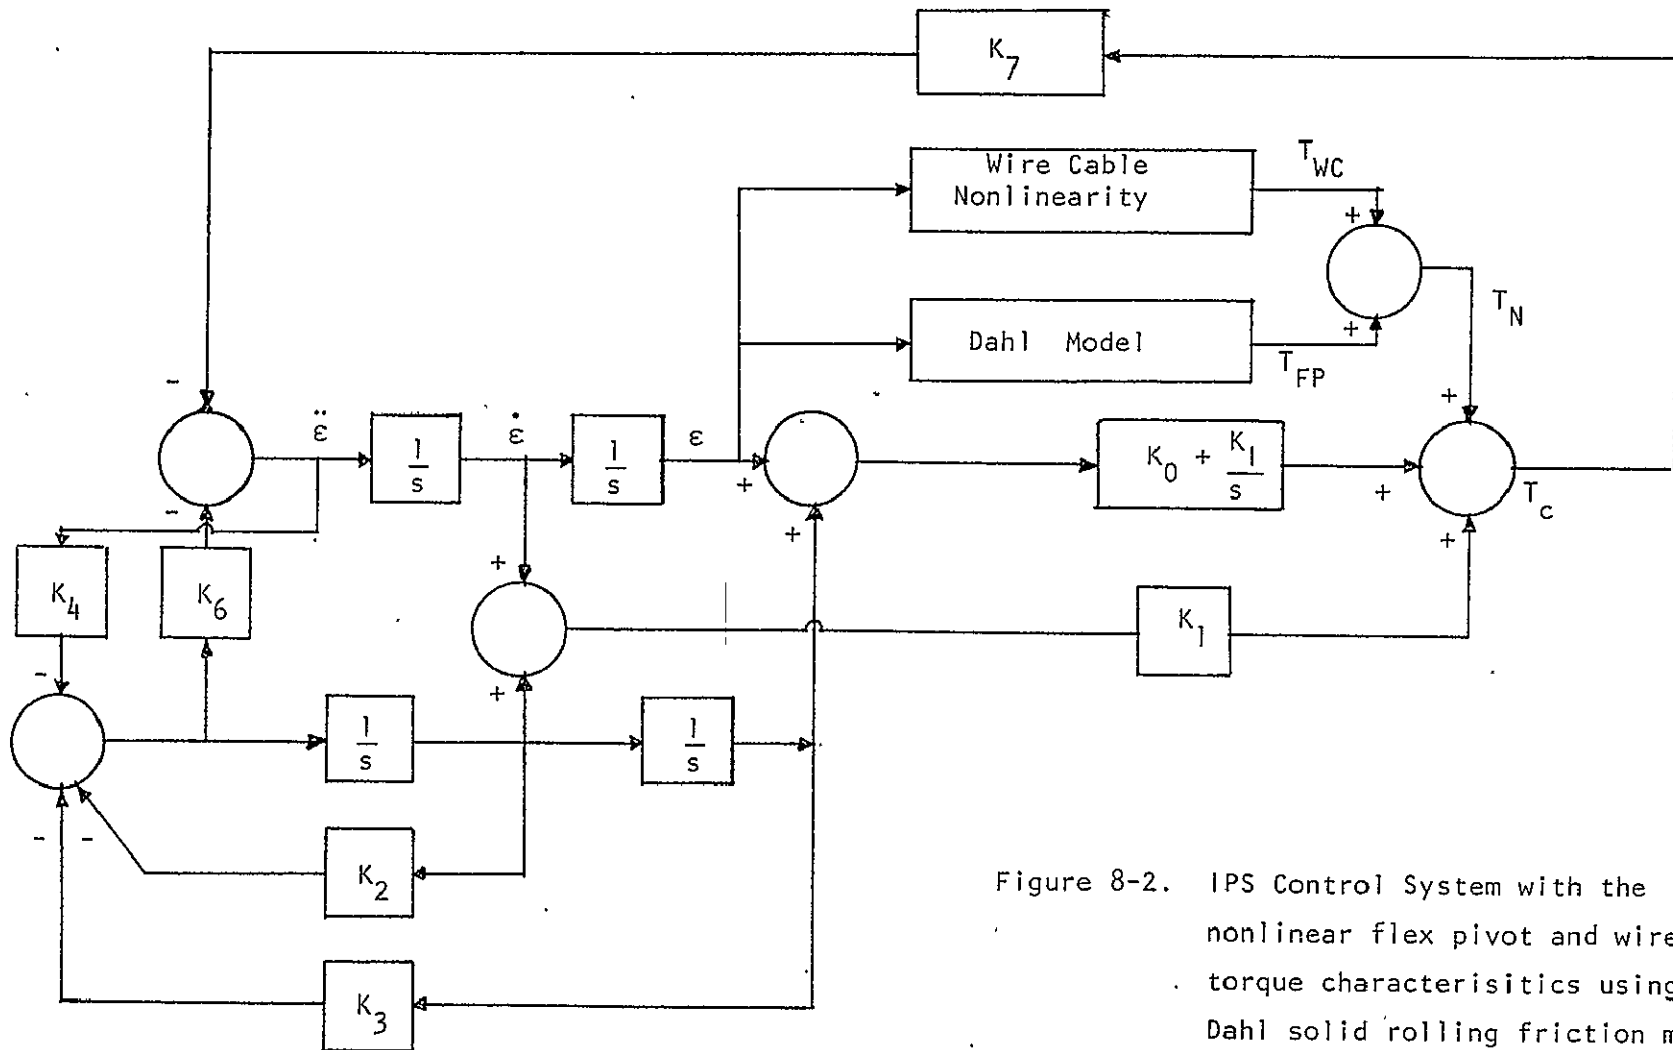 K7
Wire Cable
Nonlinearity
TWC
+
Dahl Model
TFP
+
TN
-
ε̈
1/s
ε̇
1/s
ε
+
+
K0 + KI/s
+
+
Tc
-
K4
K6
+
+
K1
+
-
1/s
1/s
- -
K2
K3
Figure 8-2. IPS Control System with the
nonlinear flex pivot and wire
torque characterisitics using
Dahl solid rolling friction m